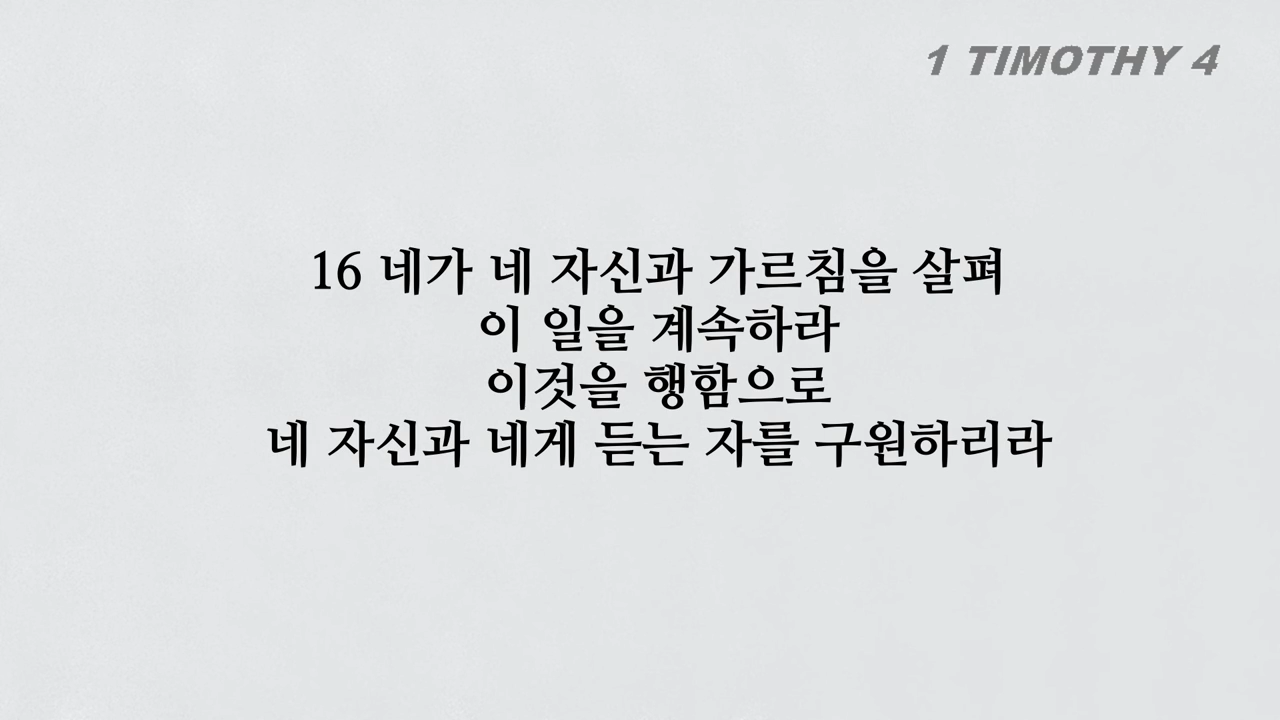 1 TIMOTHY 4
16 네가 네 자신과 가르침을 살펴
이 일을 계속하라
이것을 행함으로
네 자신과 네게 듣는 자를 구원하리라